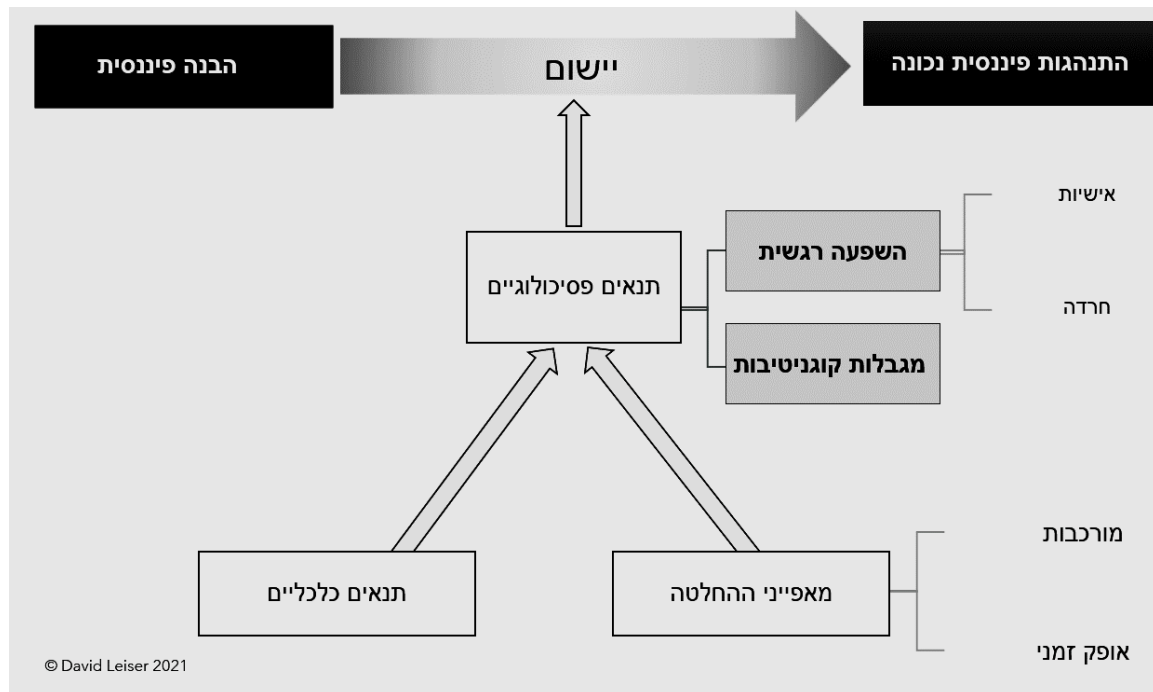 הבנה פיננסית
יישום
התנהגות פיננסית נכונה
אישיות
השפעה רגשית
תנאים פסיכולוגיים
חרדה
מגבלות קוגניטיבות
מורכבות
מאפייני ההחלטה
תנאים כלכליים
אופק זמני
© David Leiser 2021